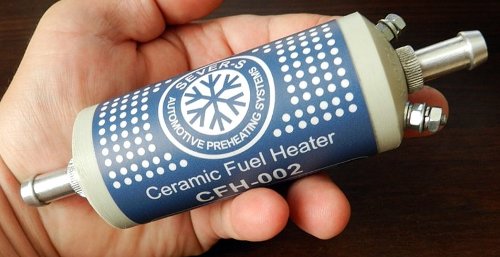 SEVER-S
AUTOMOTIVE PREHEATING SYSTEMS
Ceramic Fuel Heater
CFH-002